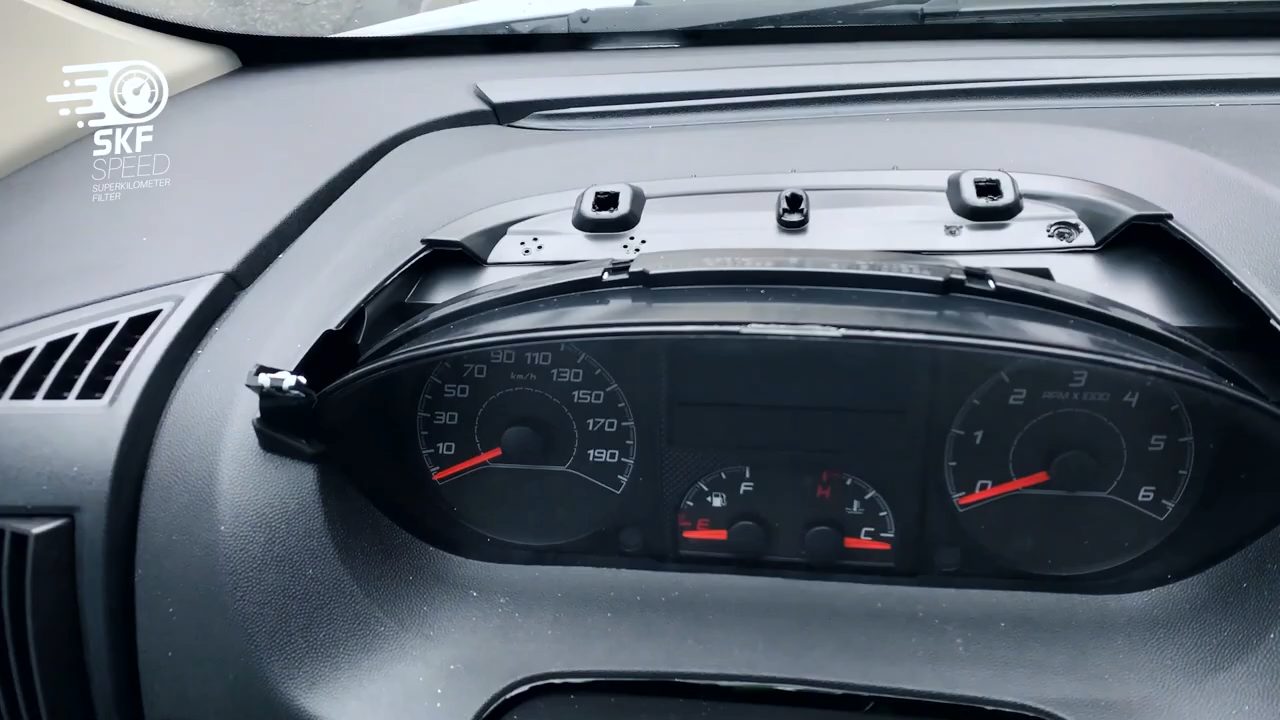 SKF
SPEED
SUPERKILOMETER
FILTER
90 110
70 130
50 km/h 150
30 170
10 190
F
E
H
C
3
2 RPM X 1000 4
1 5
0 6